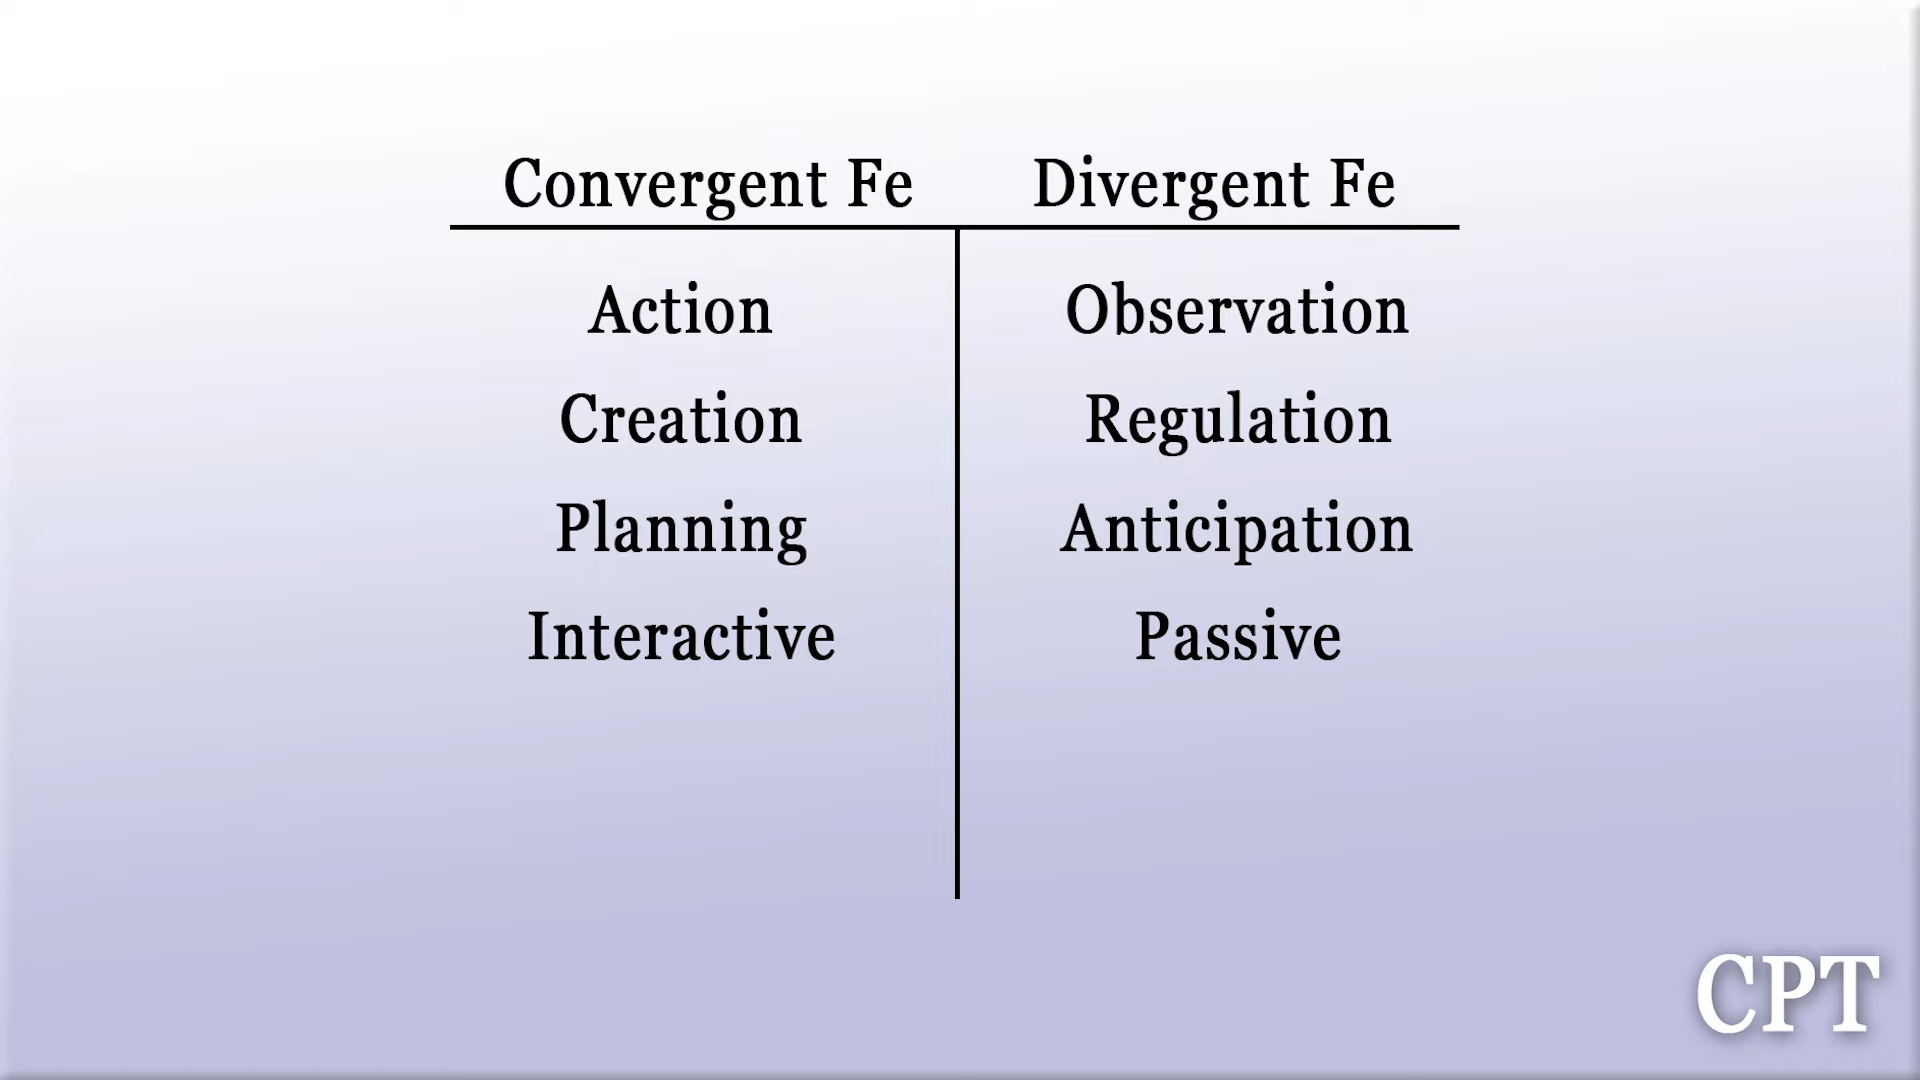 Convergent Fe Divergent Fe
Action Observation
Creation Regulation
Planning Anticipation
Interactive Passive
CPT